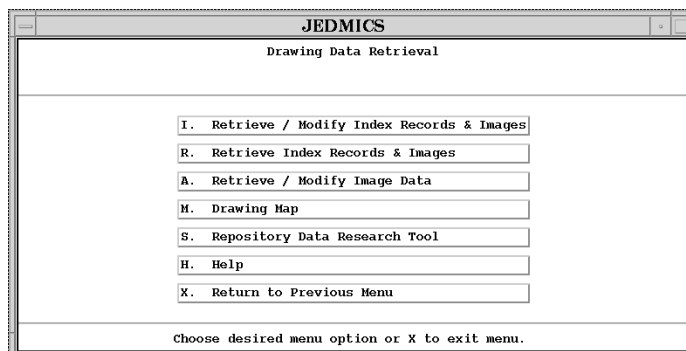 JEDMICS
Drawing Data Retrieval
I. Retrieve / Modify Index Records & Images
R. Retrieve Index Records & Images
A. Retrieve / Modify Image Data
M. Drawing Map
S. Repository Data Research Tool
H. Help
X. Return to Previous Menu
Choose desired menu option or X to exit menu.